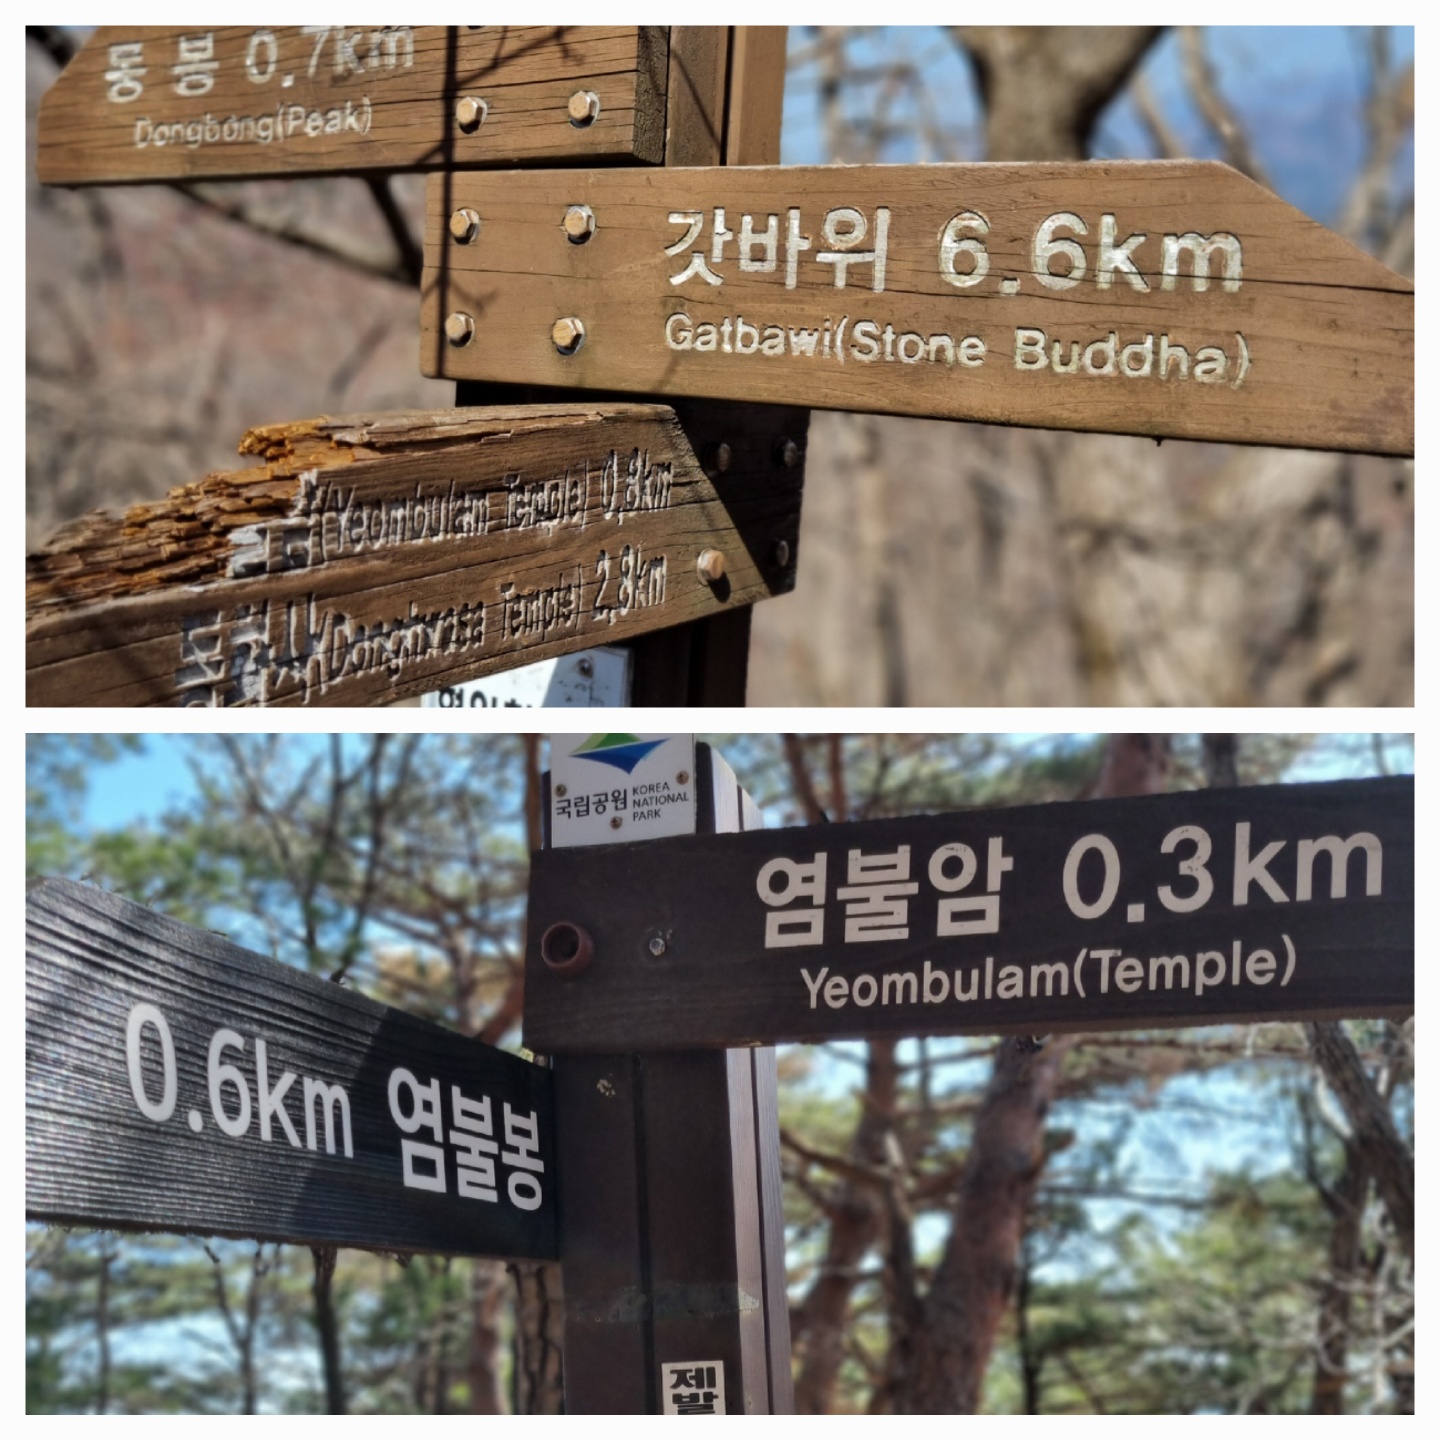 동봉 0.7km
Dongbong(Peak)
갓바위 6.6km
Gatbawi(Stone Buddha)
(Yeombulam Temple) 0.8km
(Donghwasa Temple) 2.8km
국립공원 KOREA
NATIONAL
PARK
염불암 0.3km
Yeombulam(Temple)
0.6km 염불봉
제
발